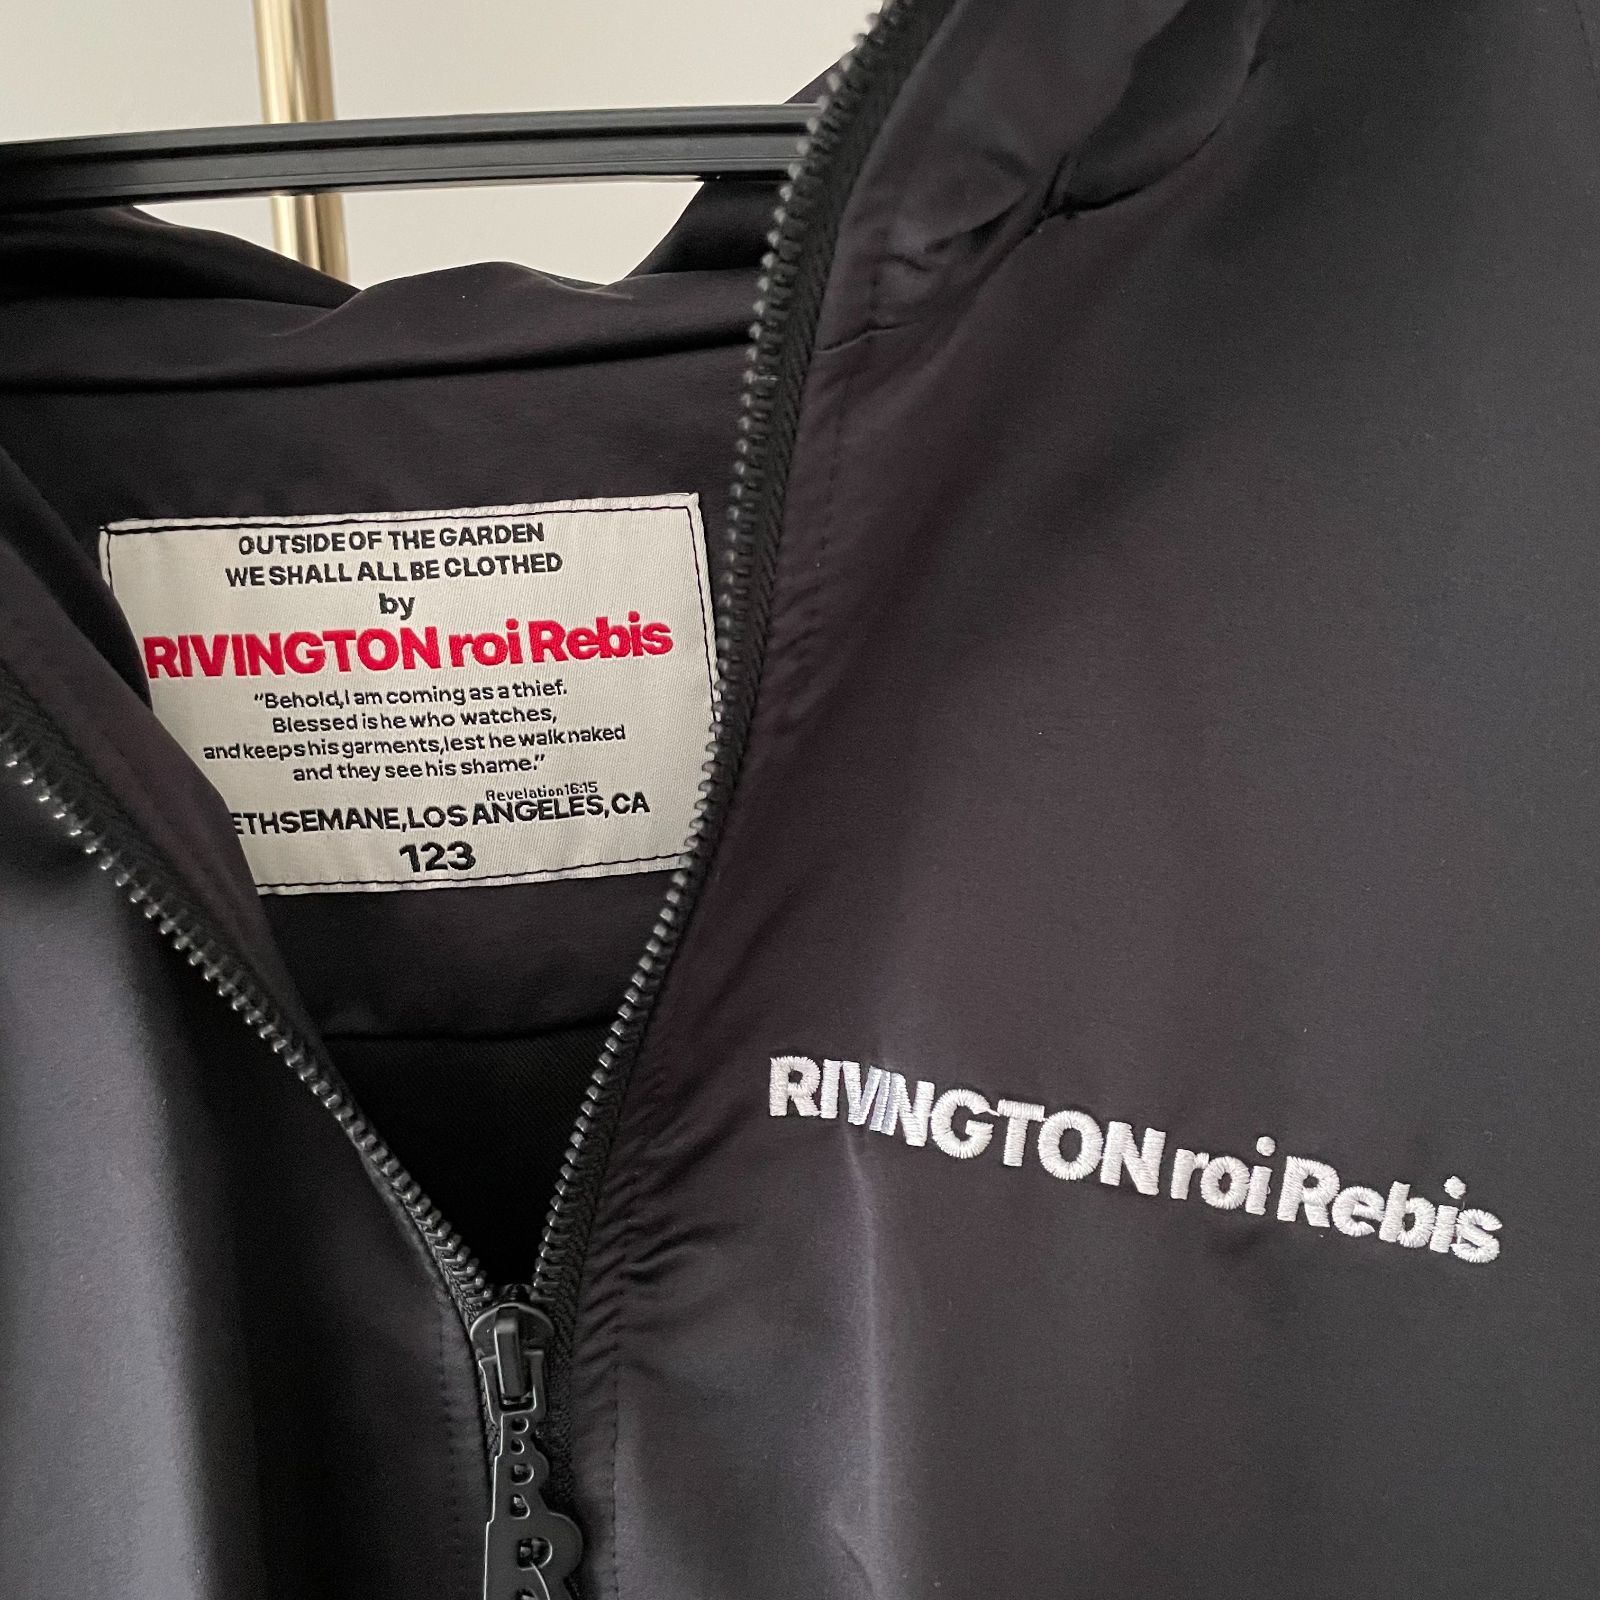 OUTSIDE OF THE GARDEN
WE SHALL ALL BE CLOTHED
by
RIVINGTON roi Rebis
“Behold, I am coming as a thief.
Blessed is he who watches,
and keeps his garments, lest he walk naked
and they see his shame.”
Revelation 16:15
ETHSEMANE, LOS ANGELES, CA
123
RIVINGTON roi Rebis